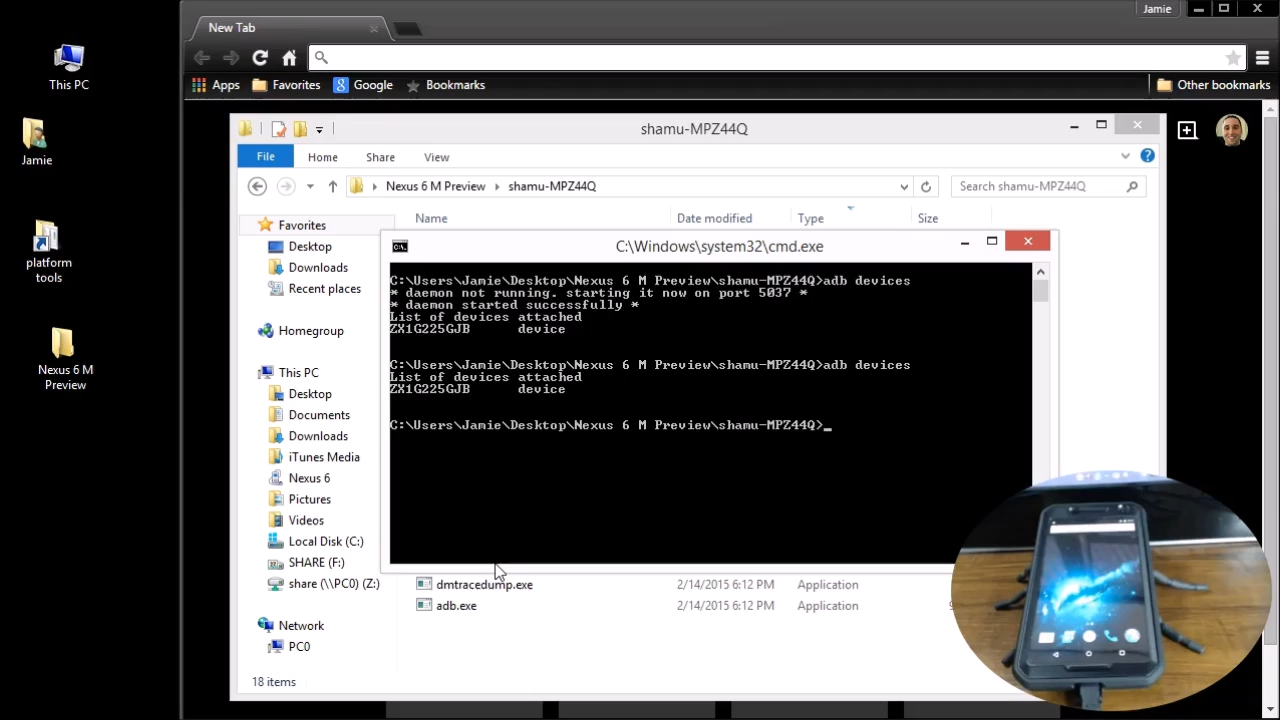 Jamie
New Tab
Apps
Favorites
Google
Bookmarks
Other bookmarks
This PC
Jamie
platform
tools
Nexus 6 M
Preview
shamu-MPZ44Q
File
Home
Share
View
Nexus 6 M Preview
shamu-MPZ44Q
Search shamu-MPZ44Q
Name
Date modified
Type
Size
Favorites
Desktop
Downloads
Recent places
Homegroup
This PC
Desktop
Documents
Downloads
iTunes Media
Nexus 6
Pictures
Videos
Local Disk (C:)
SHARE (F:)
share (\\PC0) (Z:)
Network
PC0
18 items
C:\Windows\system32\cmd.exe
C:\Users\Jamie\Desktop\Nexus 6 M Preview\shamu-MPZ44Q>adb devices
* daemon not running. starting it now on port 5037 *
* daemon started successfully *
List of devices attached
ZX1G225GJB device
C:\Users\Jamie\Desktop\Nexus 6 M Preview\shamu-MPZ44Q>adb devices
List of devices attached
ZX1G225GJB device
C:\Users\Jamie\Desktop\Nexus 6 M Preview\shamu-MPZ44Q>_
dmtracedump.exe 2/14/2015 6:12 PM Application
adb.exe 2/14/2015 6:12 PM Application